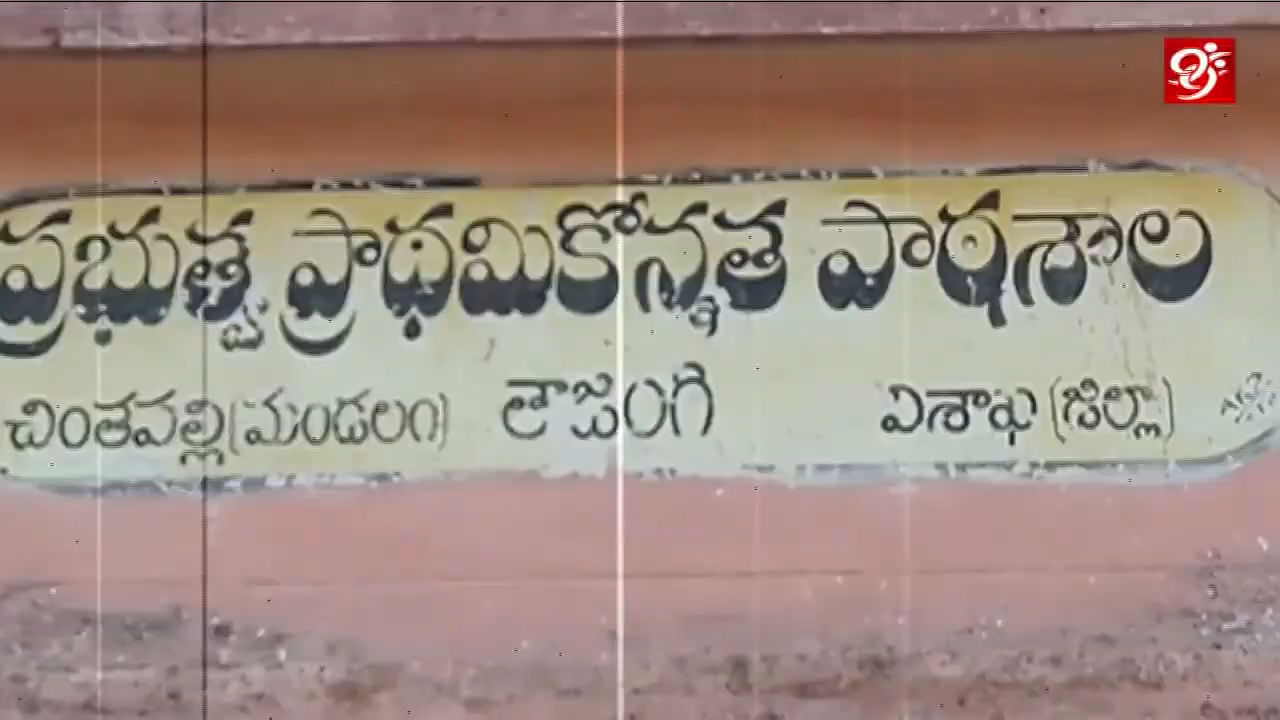 ప్రభుత్వ ప్రాథమికోన్నత పాఠశాల
చింతపల్లి(మండలం) తాజంగి విశాఖ (జిల్లా)